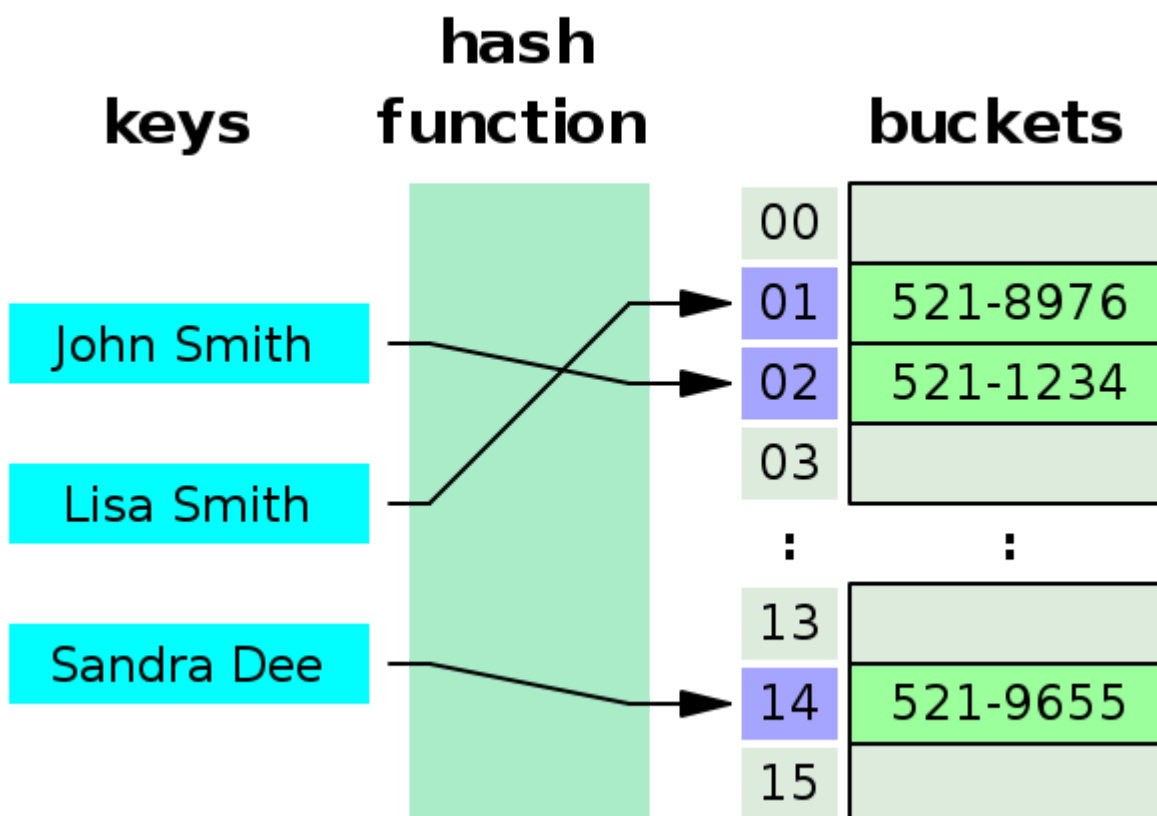 hash
keys function buckets
00
01 521-8976
John Smith
02 521-1234
03
Lisa Smith
: :
13
Sandra Dee
14 521-9655
15